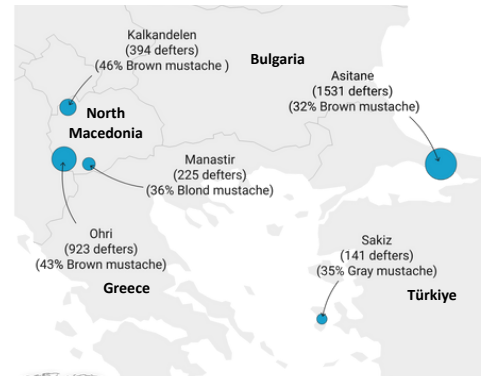 Kalkandelen
(394 defters)
(46% Brown mustache )
Bulgaria
Asitane
(1531 defters)
(32% Brown mustache)
North
Macedonia
Manastir
(225 defters)
(36% Blond mustache)
Ohri
(923 defters)
(43% Brown mustache)
Sakiz
(141 defters)
(35% Gray mustache)
Greece
Türkiye